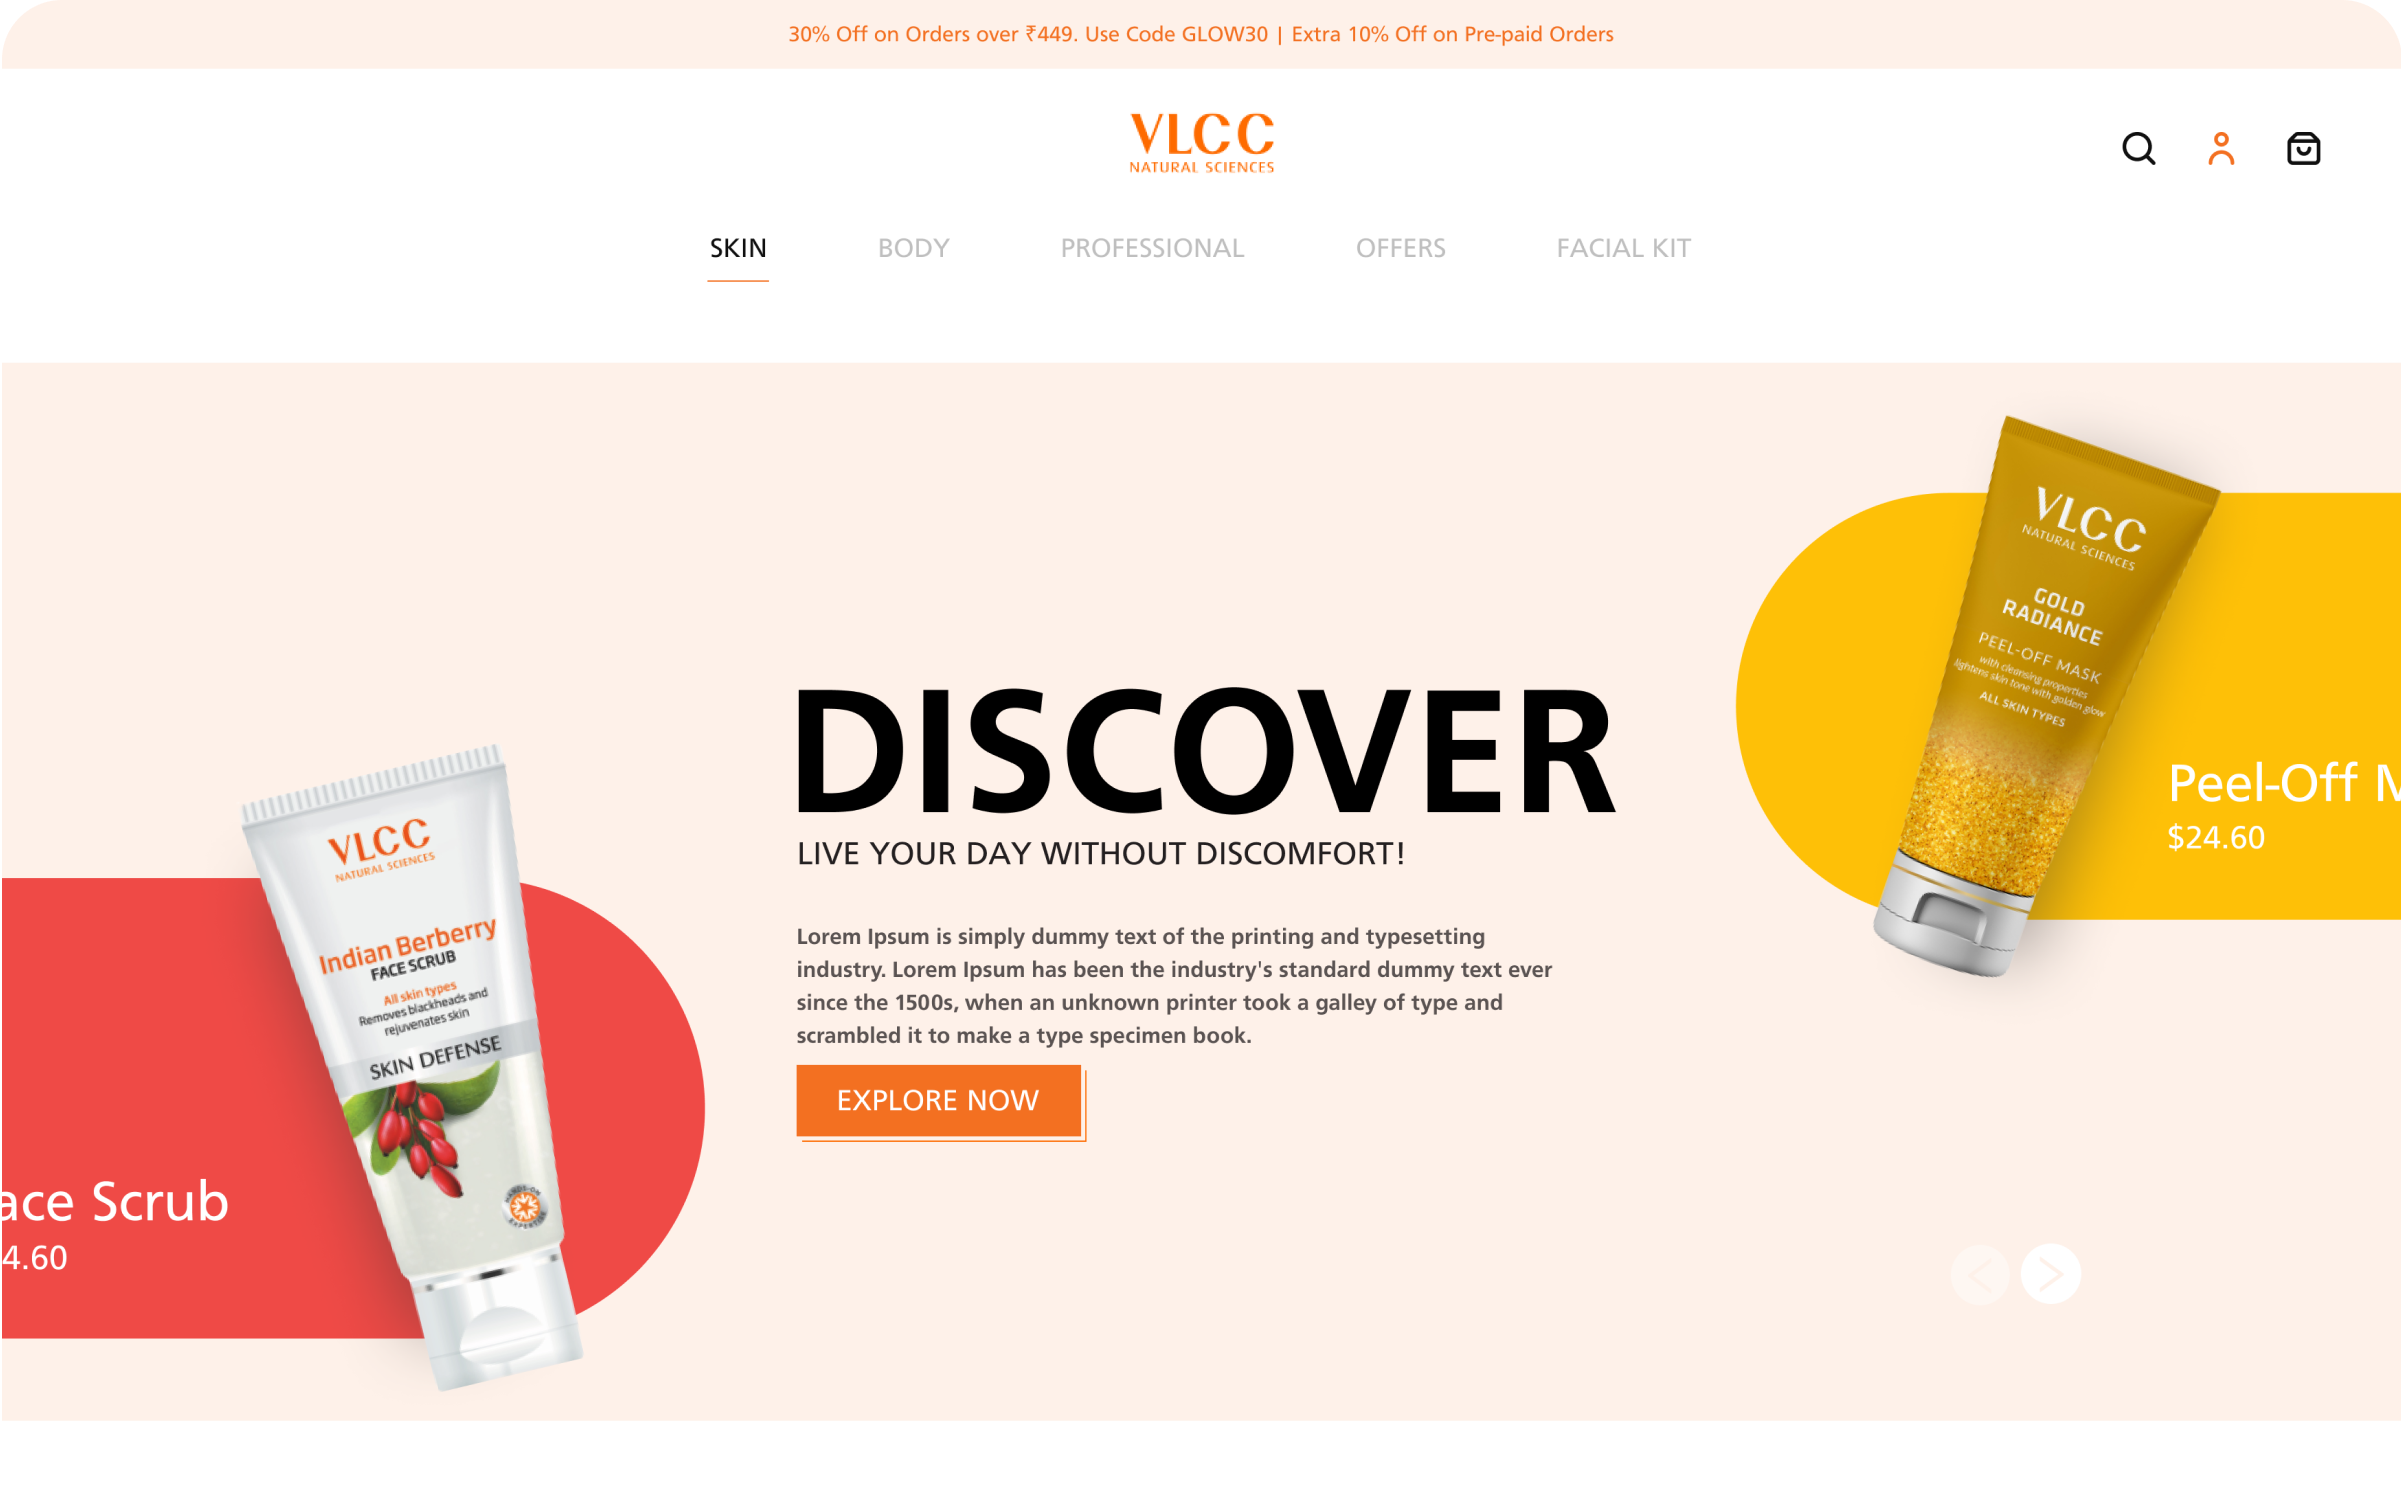 30% Off on Orders over ₹449. Use Code GLOW30 | Extra 10% Off on Pre-paid Orders
VLCC
NATURAL SCIENCES
SKIN
BODY
PROFESSIONAL
OFFERS
FACIAL KIT
VLCC
NATURAL SCIENCES
GOLD
RADIANCE
PEEL-OFF MASK
with cleansing properties
lightens skin tone with golden glow
ALL SKIN TYPES
Peel-Off M
$24.60
DISCOVER
LIVE YOUR DAY WITHOUT DISCOMFORT!
Lorem Ipsum is simply dummy text of the printing and typesetting
industry. Lorem Ipsum has been the industry's standard dummy text ever
since the 1500s, when an unknown printer took a galley of type and
scrambled it to make a type specimen book.
EXPLORE NOW
VLCC
NATURAL SCIENCES
Indian Berberry
FACE SCRUB
All skin types
Removes blackheads and
rejuvenates skin
SKIN DEFENSE
HANDS-ON
EXPERTISE
ace Scrub
4.60